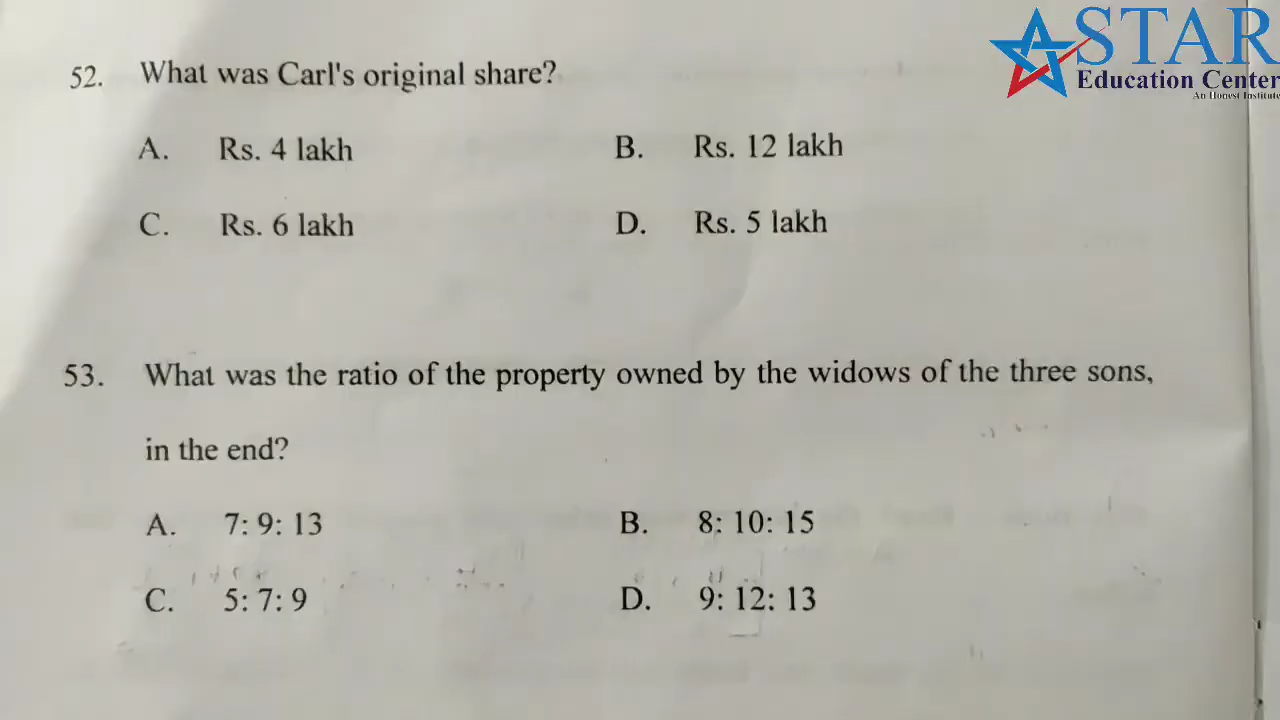 STAR
Education Center
An Honest Institute
52. What was Carl's original share?
A. Rs. 4 lakh B. Rs. 12 lakh
C. Rs. 6 lakh D. Rs. 5 lakh
53. What was the ratio of the property owned by the widows of the three sons,
in the end?
A. 7: 9: 13 B. 8: 10: 15
C. 5: 7: 9 D. 9: 12: 13